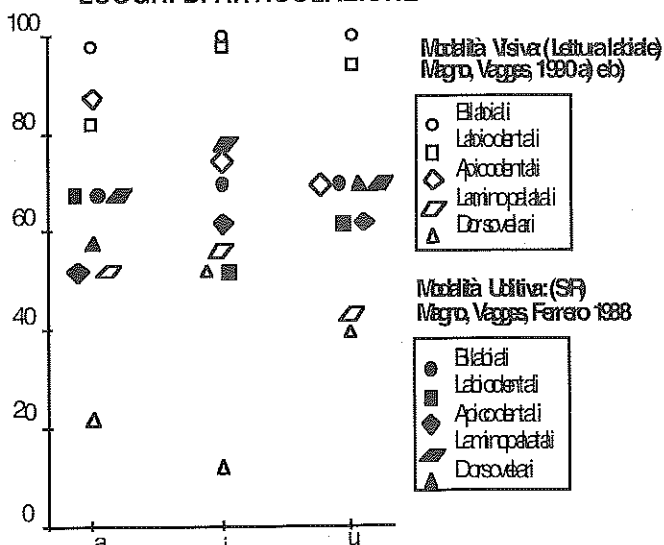 100
80
60
40
20
0
a i u
Modalità Visiva: (Lettura labiale)
Magno, Vagges, 1990 a) e b)
Bilabiali
Labiodentali
Apicodentali
Laminopalatali
Dorsovelari
Modalità Uditiva: (SR)
Magno, Vagges, Ferrero 1988
Bilabiali
Labiodentali
Apicodentali
Laminopalatali
Dorsovelari